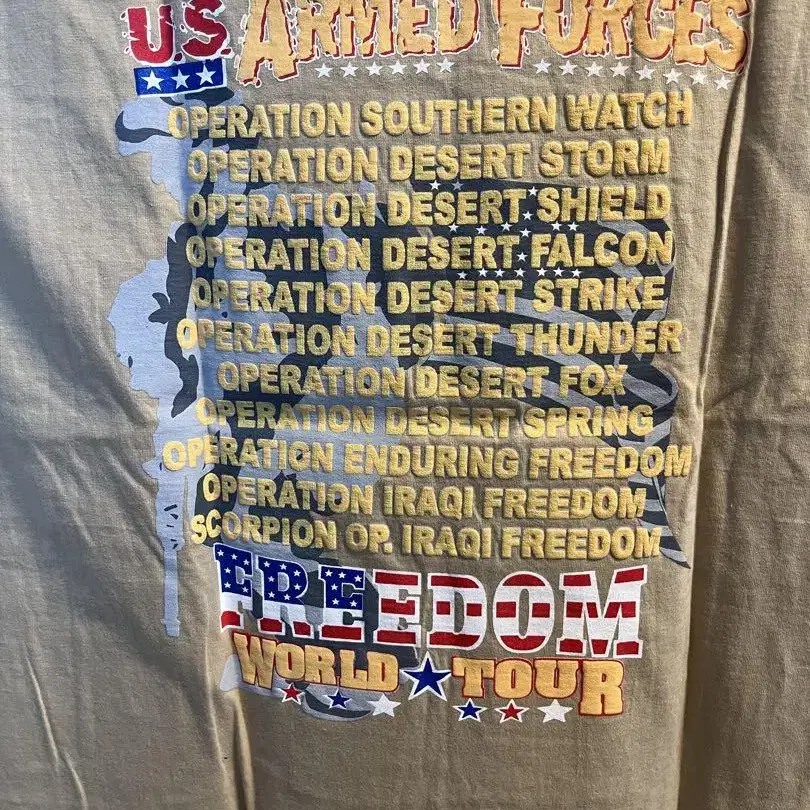 U.S. ARMED FORCES
OPERATION SOUTHERN WATCH
OPERATION DESERT STORM
OPERATION DESERT SHIELD
OPERATION DESERT FALCON
OPERATION DESERT STRIKE
OPERATION DESERT THUNDER
OPERATION DESERT FOX
OPERATION DESERT SPRING
OPERATION ENDURING FREEDOM
OPERATION IRAQI FREEDOM
SCORPION OP. IRAQI FREEDOM
FREEDOM
WORLD TOUR